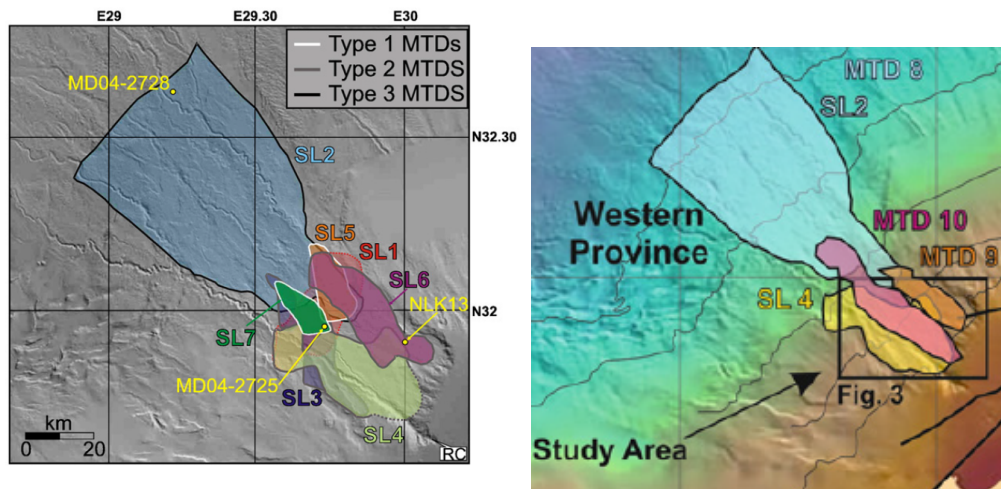 E29
E29.30
E30
Type 1 MTDs
Type 2 MTDS
Type 3 MTDS
MD04-2728
N32.30
SL2
SL5
SL1
SL6
NLK13
N32
SL7
MD04-2725
SL3
SL4
km
0 20
IRC
MTD 8
SL2
Western
Province
MTD 10
MTD 9
SL 4
Fig. 3
Study Area